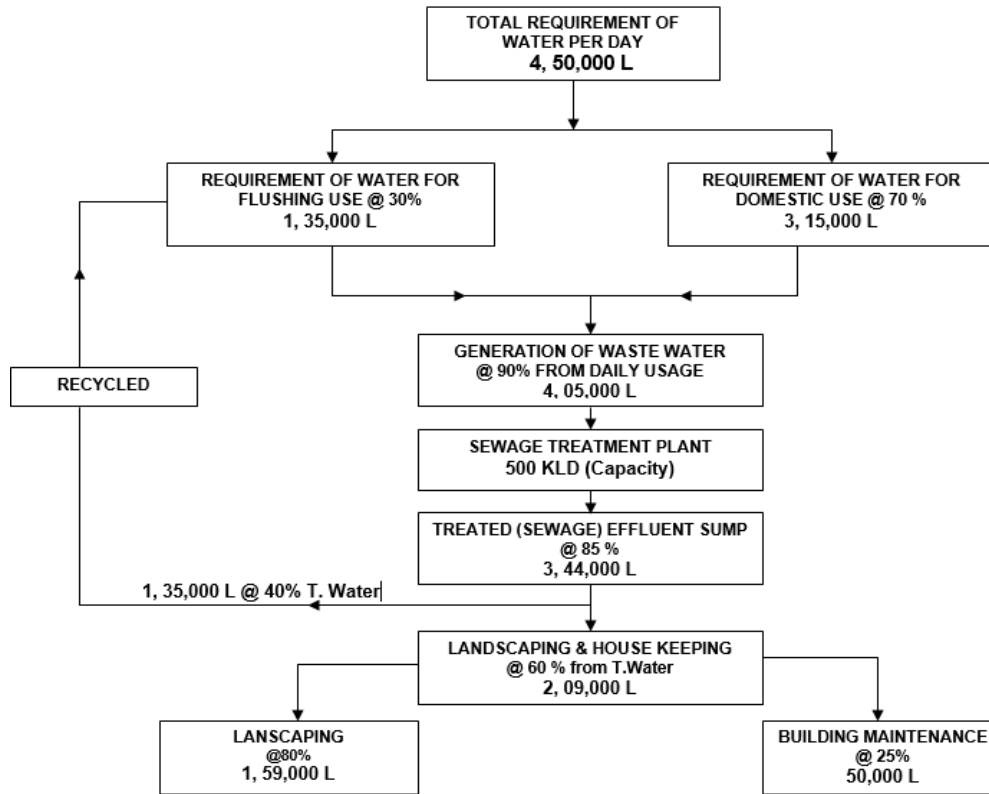 TOTAL REQUIREMENT OF
WATER PER DAY
4, 50,000 L
REQUIREMENT OF WATER FOR
FLUSHING USE @ 30%
1, 35,000 L
REQUIREMENT OF WATER FOR
DOMESTIC USE @ 70 %
3, 15,000 L
GENERATION OF WASTE WATER
@ 90% FROM DAILY USAGE
4, 05,000 L
RECYCLED
SEWAGE TREATMENT PLANT
500 KLD (Capacity)
TREATED (SEWAGE) EFFLUENT SUMP
@ 85 %
3, 44,000 L
1, 35,000 L @ 40% T. Water
LANDSCAPING & HOUSE KEEPING
@ 60 % from T.Water
2, 09,000 L
LANSCAPING
@80%
1, 59,000 L
BUILDING MAINTENANCE
@ 25%
50,000 L